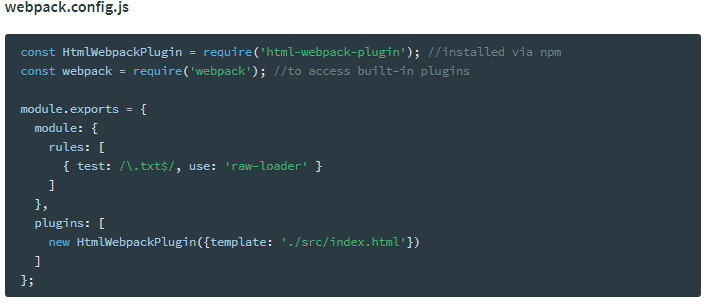 webpack.config.js
const HtmlWebpackPlugin = require('html-webpack-plugin'); //installed via npm
const webpack = require('webpack'); //to access built-in plugins

module.exports = {
  module: {
    rules: [
      { test: /\.txt$/, use: 'raw-loader' }
    ]
  },
  plugins: [
    new HtmlWebpackPlugin({template: './src/index.html'})
  ]
};